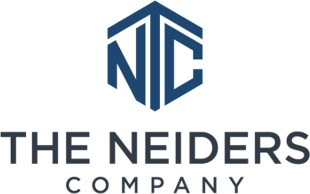 NTC
THE NEIDERS
COMPANY